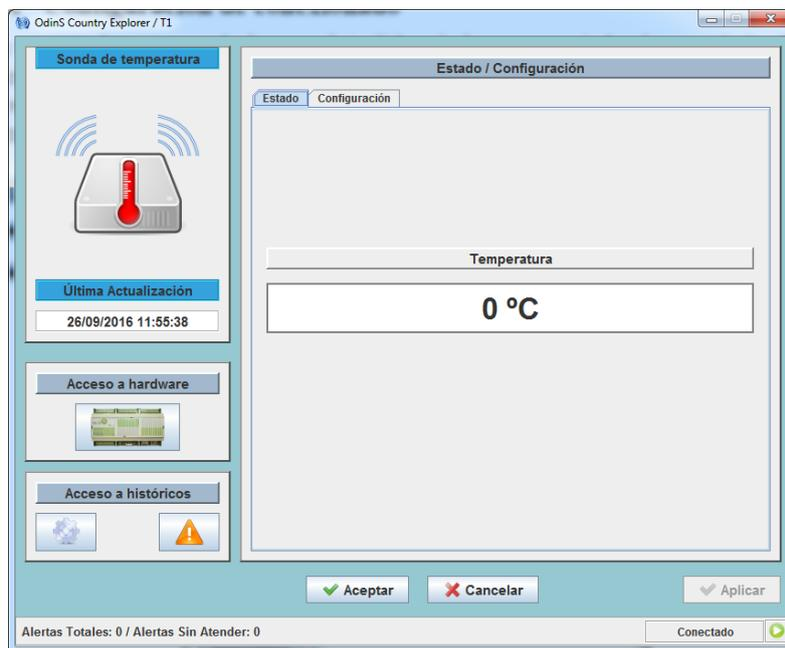 OdinS Country Explorer / T1
Sonda de temperatura
Última Actualización
26/09/2016 11:55:38
Acceso a hardware
Acceso a históricos
Estado / Configuración
Estado
Configuración
Temperatura
0 ºC
Aceptar
Cancelar
Aplicar
Alertas Totales: 0 / Alertas Sin Atender: 0
Conectado